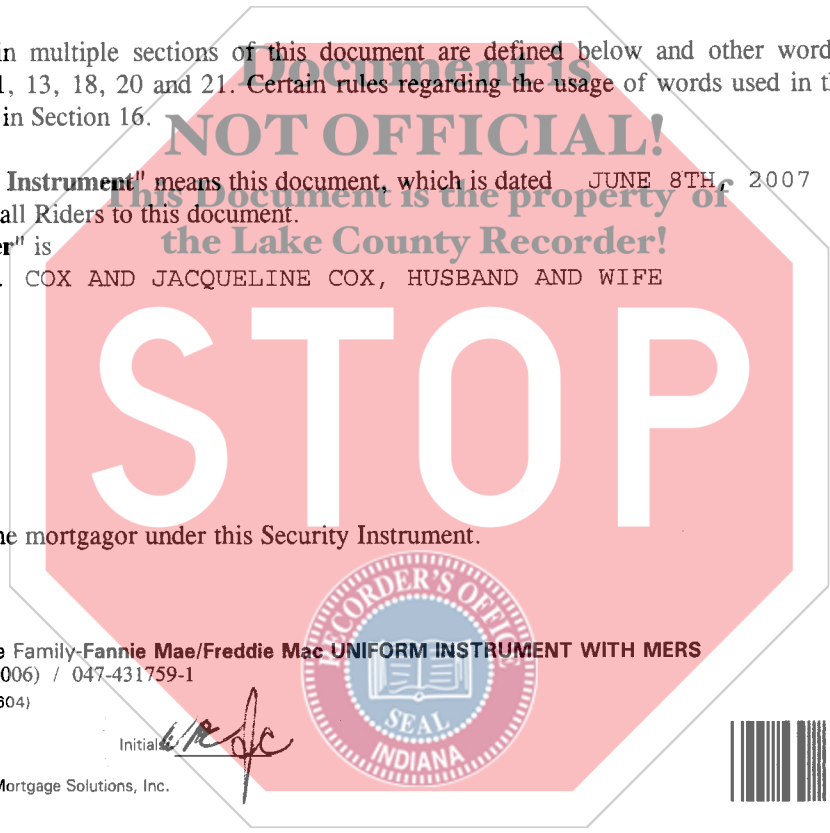 in multiple sections of this document are defined below and other word
1, 13, 18, 20 and 21. Certain rules regarding the usage of words used in th
in Section 16.
Document is
NOT OFFICIAL!
This Document is the property of
the Lake County Recorder!
Instrument" means this document, which is dated JUNE 8TH, 2007
all Riders to this document.
er" is
. COX AND JACQUELINE COX, HUSBAND AND WIFE
STOP
he mortgagor under this Security Instrument.
RECORDER'S OFFICE
SEAL
INDIANA
e Family-Fannie Mae/Freddie Mac UNIFORM INSTRUMENT WITH MERS
006) / 047-431759-1
604)
Initials
JC
Mortgage Solutions, Inc.